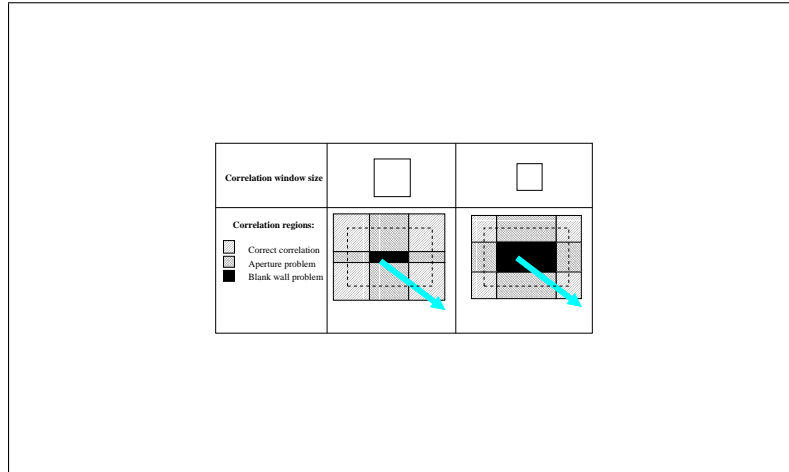 Correlation window size
Correlation regions:
Correct correlation
Aperture problem
Blank wall problem